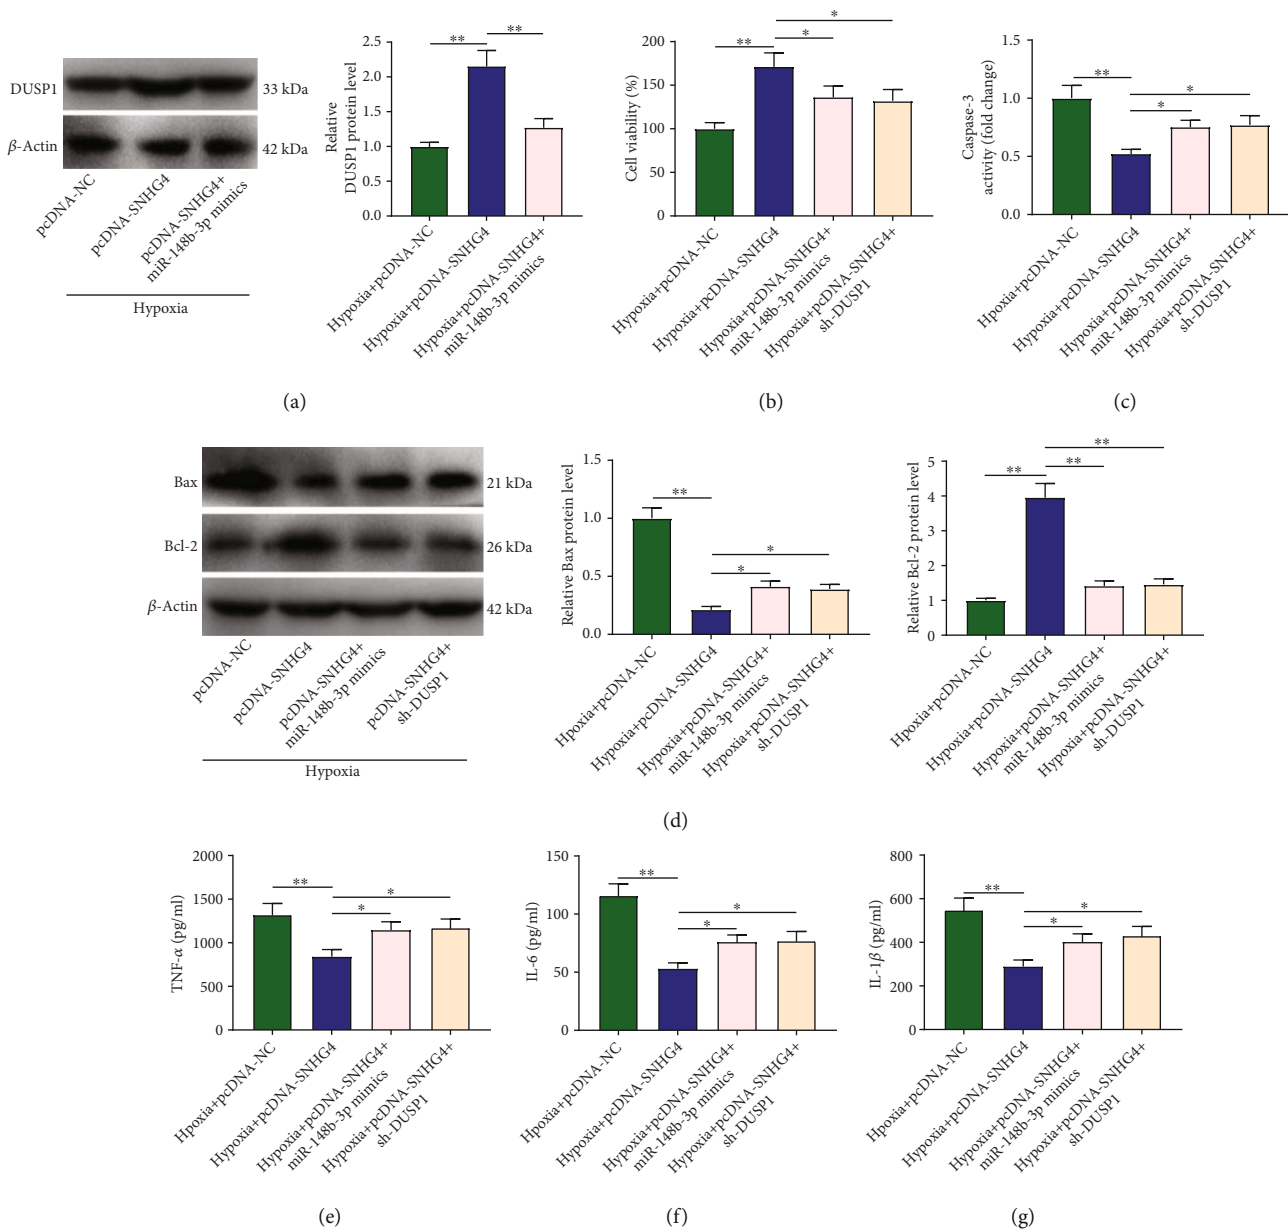 DUSP1
33 kDa
β-Actin
42 kDa
pcDNA-NC
pcDNA-SNHG4
pcDNA-SNHG4+
miR-148b-3p mimics
Hypoxia
Relative
DUSP1 protein level
2.5
2.0
1.5
1.0
0.5
0.0
**
**
Hypoxia+pcDNA-NC
Hypoxia+pcDNA-SNHG4
Hypoxia+pcDNA-SNHG4+
miR-148b-3p mimics
(a)
Cell viability (%)
200
150
100
50
0
**
*
*
Hypoxia+pcDNA-NC
Hypoxia+pcDNA-SNHG4
Hypoxia+pcDNA-SNHG4+
miR-148b-3p mimics
Hypoxia+pcDNA-SNHG4+
sh-DUSP1
(b)
Caspase-3
activity (fold change)
1.5
1.0
0.5
0.0
**
*
*
Hpoxia+pcDNA-NC
Hypoxia+pcDNA-SNHG4
Hypoxia+pcDNA-SNHG4+
miR-148b-3p mimics
Hypoxia+pcDNA-SNHG4+
sh-DUSP1
(c)
Bax
21 kDa
Bcl-2
26 kDa
β-Actin
42 kDa
pcDNA-NC
pcDNA-SNHG4
pcDNA-SNHG4+
miR-148b-3p mimics
pcDNA-SNHG4+
sh-DUSP1
Hypoxia
Relative Bax protein level
1.5
1.0
0.5
0.0
**
*
*
Hpoxia+pcDNA-NC
Hypoxia+pcDNA-SNHG4
Hypoxia+pcDNA-SNHG4+
miR-148b-3p mimics
Hypoxia+pcDNA-SNHG4+
sh-DUSP1
Relative Bcl-2 protein level
5
4
3
2
1
0
**
**
**
Hypoxia+pcDNA-NC
Hypoxia+pcDNA-SNHG4
Hypoxia+pcDNA-SNHG4+
miR-148b-3p mimics
Hypoxia+pcDNA-SNHG4+
sh-DUSP1
(d)
TNF-α (pg/ml)
2000
1500
1000
500
0
**
*
*
Hpoxia+pcDNA-NC
Hypoxia+pcDNA-SNHG4
Hypoxia+pcDNA-SNHG4+
miR-148b-3p mimics
Hypoxia+pcDNA-SNHG4+
sh-DUSP1
(e)
IL-6 (pg/ml)
150
100
50
0
**
*
*
Hpoxia+pcDNA-NC
Hypoxia+pcDNA-SNHG4
Hypoxia+pcDNA-SNHG4+
miR-148b-3p mimics
Hypoxia+pcDNA-SNHG4+
sh-DUSP1
(f)
IL-1β (pg/ml)
800
600
400
200
0
**
*
*
Hpoxia+pcDNA-NC
Hypoxia+pcDNA-SNHG4
Hypoxia+pcDNA-SNHG4+
miR-148b-3p mimics
Hypoxia+pcDNA-SNHG4+
sh-DUSP1
(g)